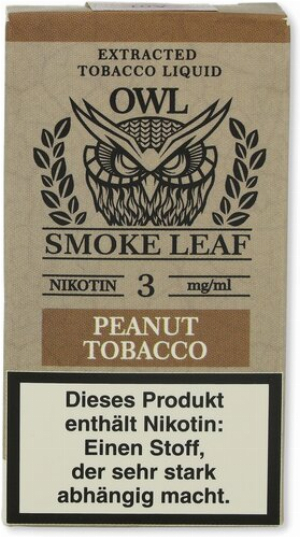 EXTRACTED
TOBACCO LIQUID
OWL
SMOKE LEAF
NIKOTIN 3 mg/ml
PEANUT
TOBACCO
Dieses Produkt
enthält Nikotin:
Einen Stoff,
der sehr stark
abhängig macht.